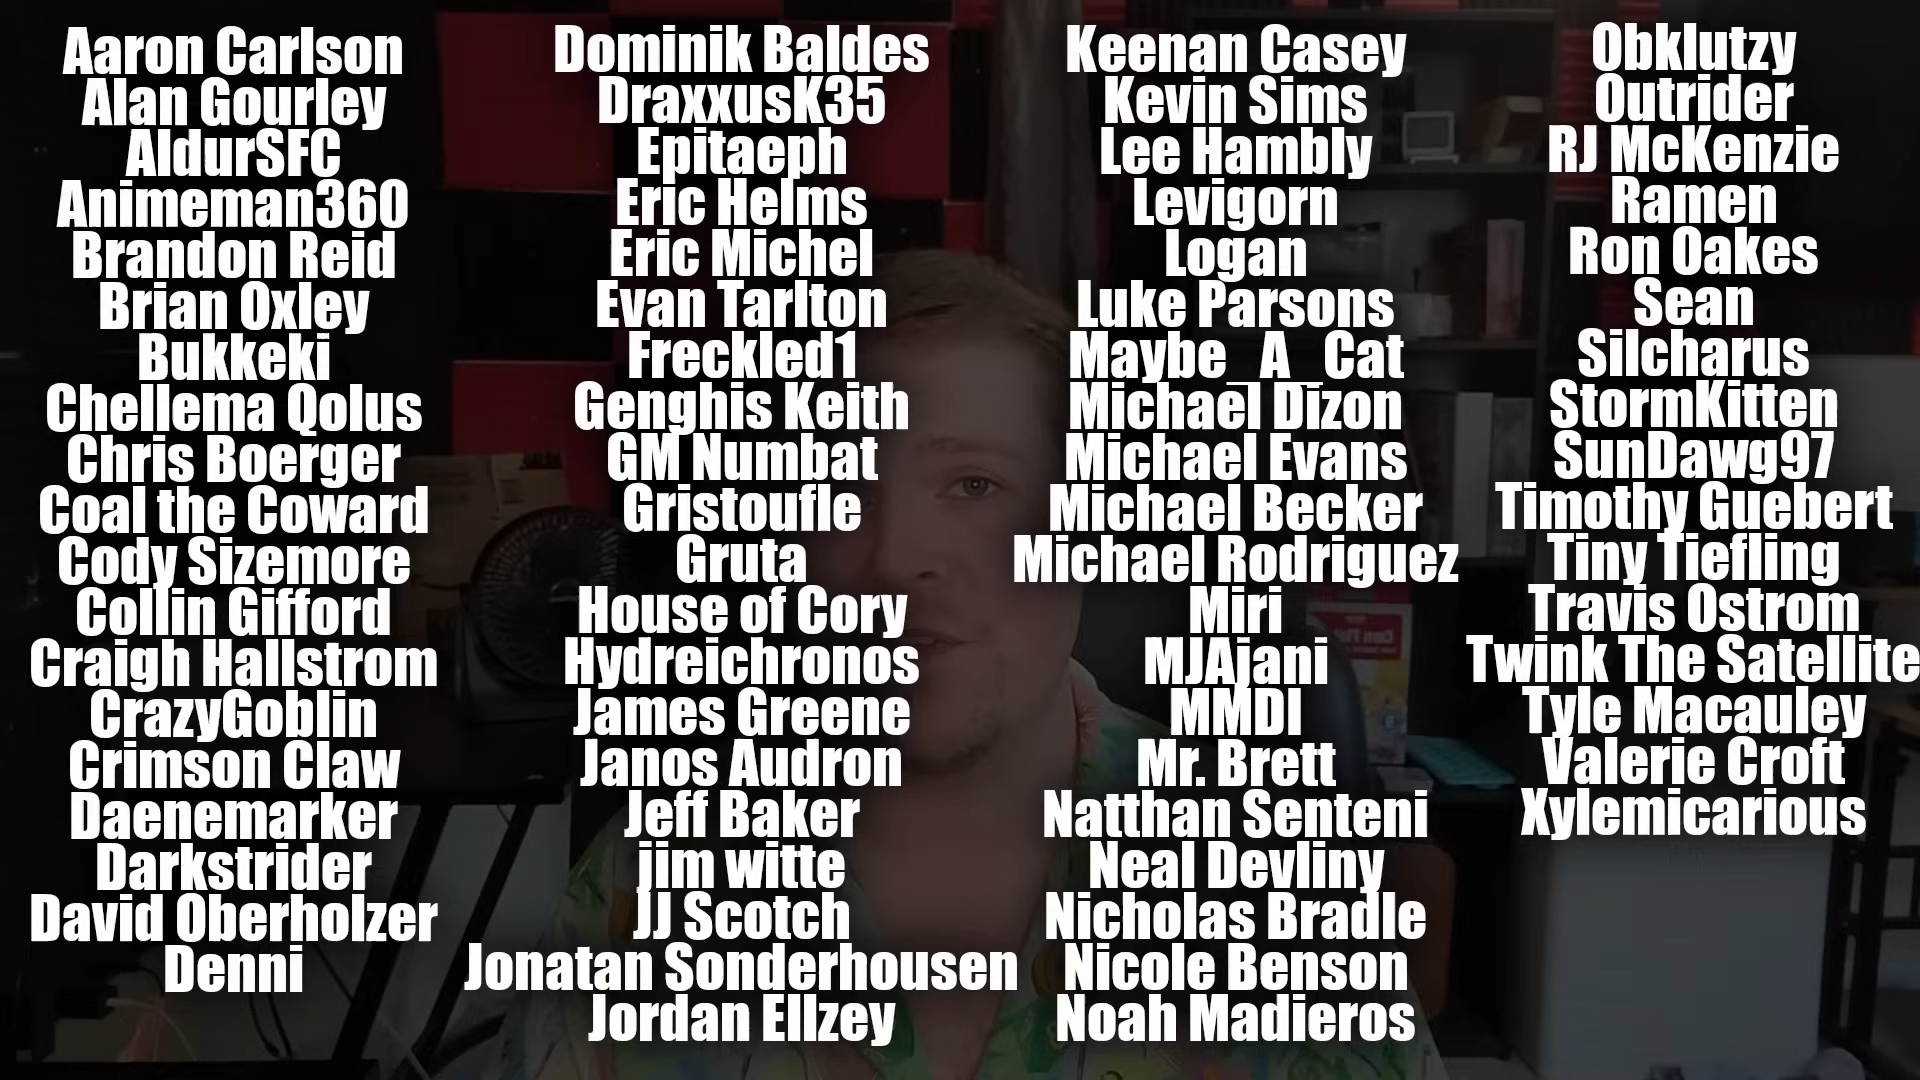 Aaron Carlson
Alan Gourley
AldurSFC
Animeman360
Brandon Reid
Brian Oxley
Bukkeki
Chellema Qolus
Chris Boerger
Coal the Coward
Cody Sizemore
Collin Gifford
Craigh Hallstrom
CrazyGoblin
Crimson Claw
Daenemarker
Darkstrider
David Oberholzer
Denni
Dominik Baldes
DraxxusK35
Epitaeph
Eric Helms
Eric Michel
Evan Tarlton
Freckled1
Genghis Keith
GM Numbat
Gristoufle
Gruta
House of Cory
Hydreichronos
James Greene
Janos Audron
Jeff Baker
jim witte
JJ Scotch
Jonatan Sonderhousen
Jordan Ellzey
Keenan Casey
Kevin Sims
Lee Hambly
Levigorn
Logan
Luke Parsons
Maybe_A_Cat
Michael Dizon
Michael Evans
Michael Becker
Michael Rodriguez
Miri
MJAjani
MMDI
Mr. Brett
Natthan Senteni
Neal Devliny
Nicholas Bradle
Nicole Benson
Noah Madieros
Obklutzy
Outrider
RJ McKenzie
Ramen
Ron Oakes
Sean
Silcharus
StormKitten
SunDawg97
Timothy Guebert
Tiny Tiefling
Travis Ostrom
Twink The Satellite
Tyle Macauley
Valerie Croft
Xylemicarious